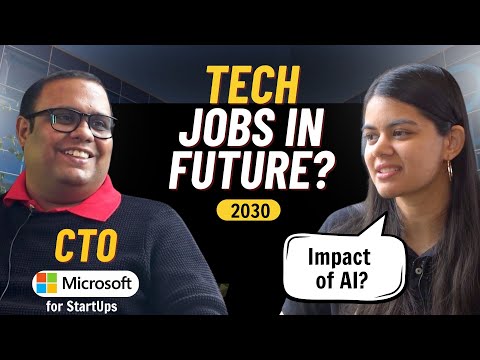 TECH
JOBS IN
FUTURE?
2030
CTO
Microsoft
for StartUps
Impact
of AI?